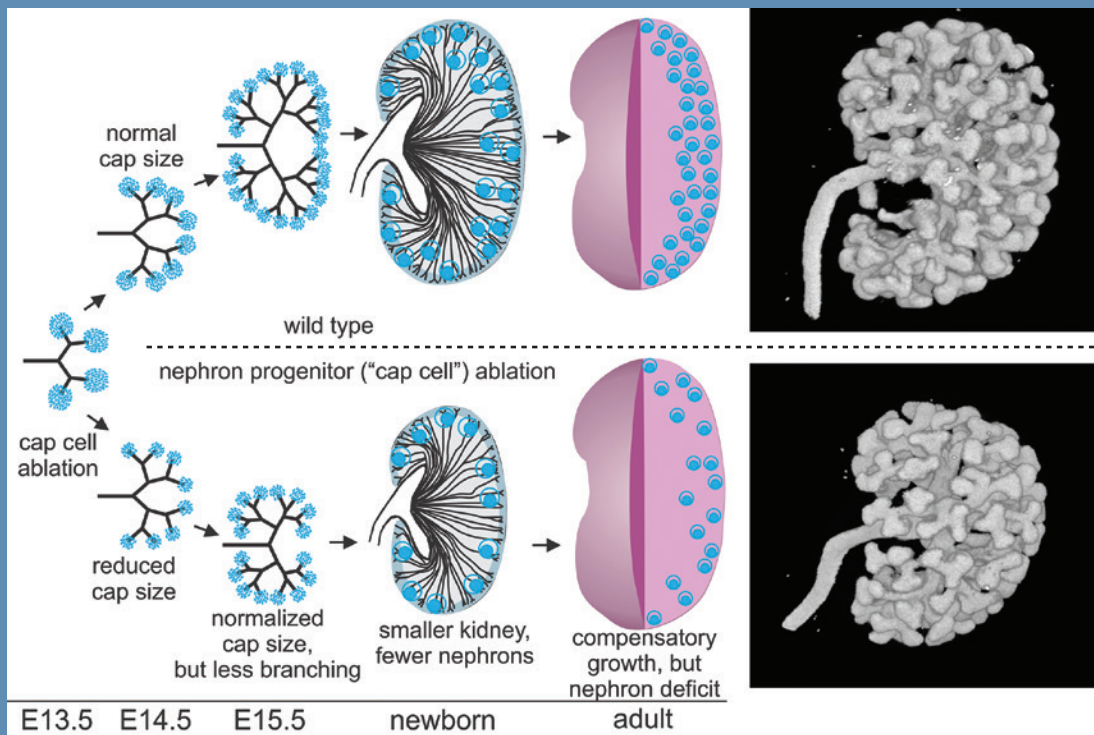 normal
cap size
wild type
nephron progenitor (“cap cell”) ablation
cap cell
ablation
reduced
cap size
normalized
cap size,
but less branching
smaller kidney,
fewer nephrons
compensatory
growth, but
nephron deficit
E13.5 E14.5 E15.5 newborn adult